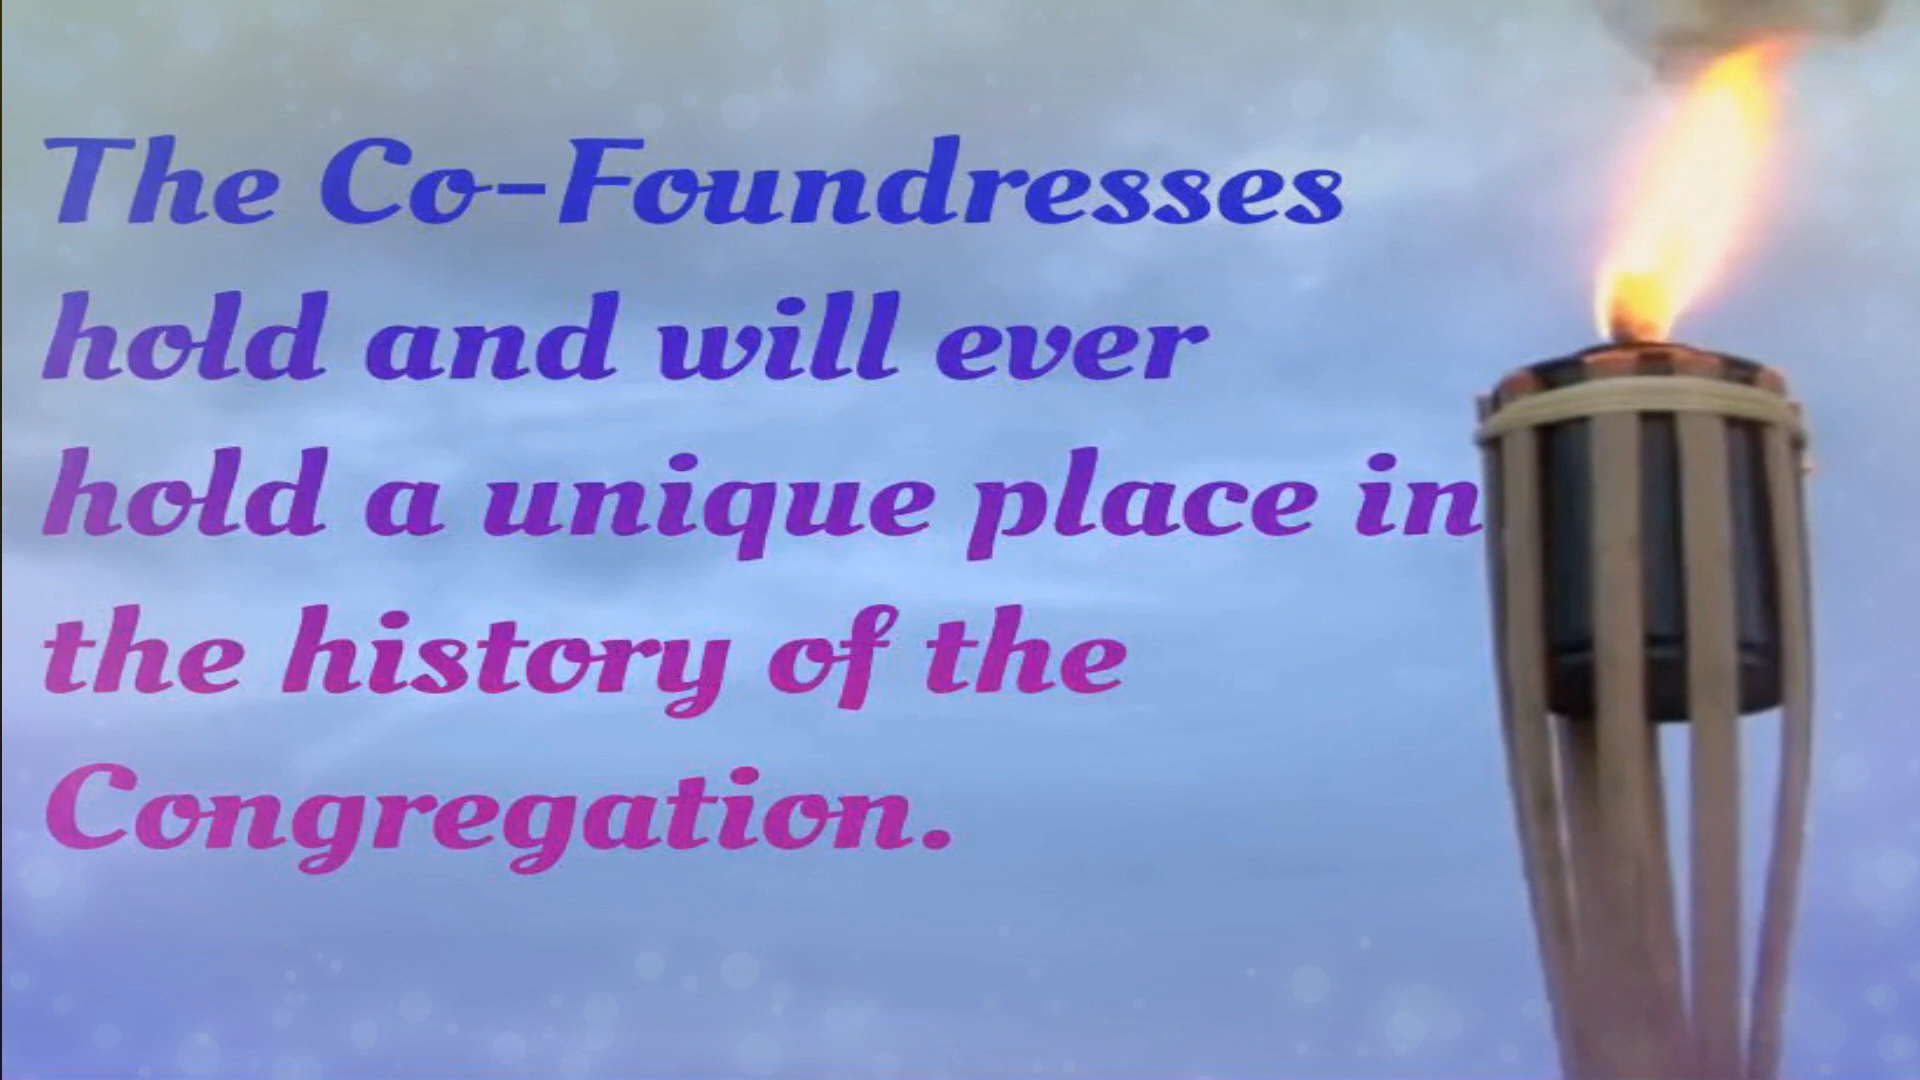 The Co-Foundresses
hold and will ever
hold a unique place in
the history of the
Congregation.